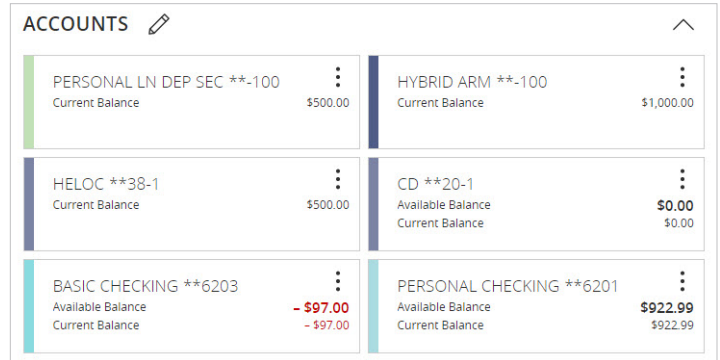 ACCOUNTS
PERSONAL LN DEP SEC **-100
Current Balance $500.00
HYBRID ARM **-100
Current Balance $1,000.00
HELOC **38-1
Current Balance $500.00
CD **20-1
Available Balance $0.00
Current Balance $0.00
BASIC CHECKING **6203
Available Balance – $97.00
Current Balance – $97.00
PERSONAL CHECKING **6201
Available Balance $922.99
Current Balance $922.99